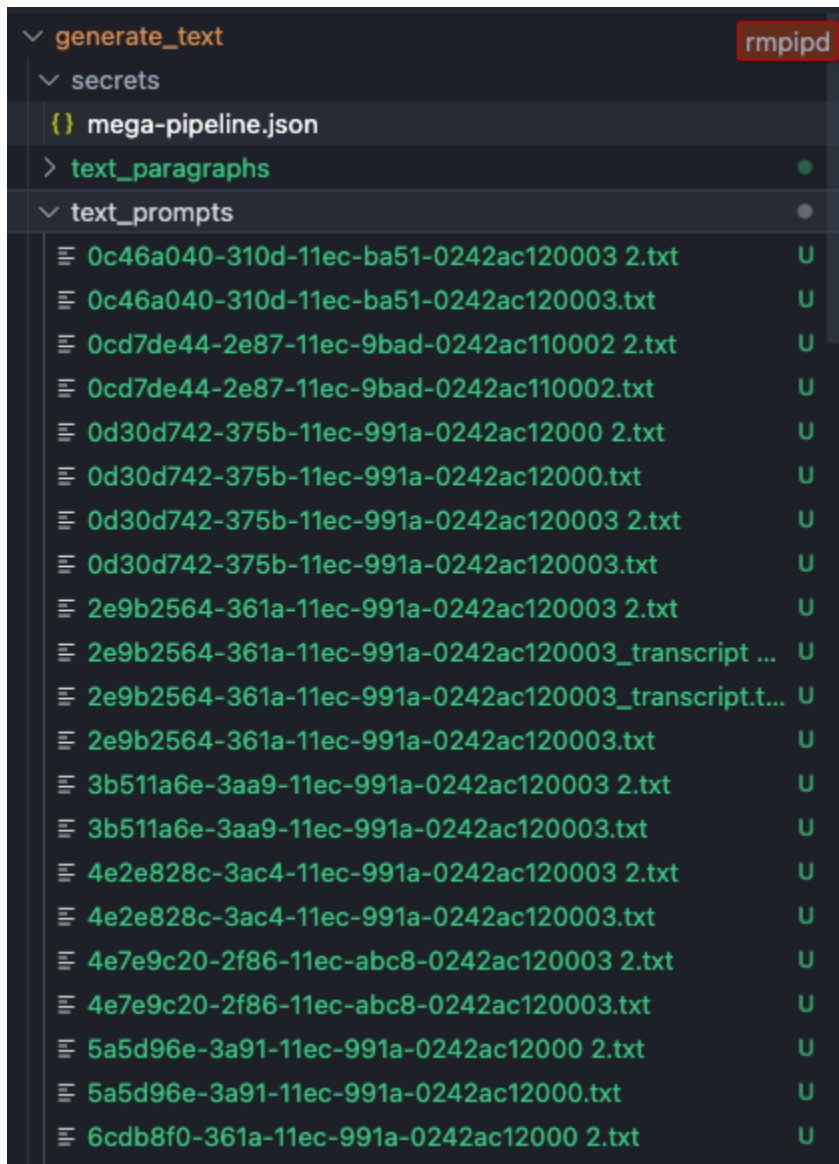 generate_text
rmpipd
secrets
{} mega-pipeline.json
text_paragraphs
text_prompts
0c46a040-310d-11ec-ba51-0242ac120003 2.txt U
0c46a040-310d-11ec-ba51-0242ac120003.txt U
0cd7de44-2e87-11ec-9bad-0242ac110002 2.txt U
0cd7de44-2e87-11ec-9bad-0242ac110002.txt U
0d30d742-375b-11ec-991a-0242ac12000 2.txt U
0d30d742-375b-11ec-991a-0242ac12000.txt U
0d30d742-375b-11ec-991a-0242ac120003 2.txt U
0d30d742-375b-11ec-991a-0242ac120003.txt U
2e9b2564-361a-11ec-991a-0242ac120003 2.txt U
2e9b2564-361a-11ec-991a-0242ac120003_transcript ... U
2e9b2564-361a-11ec-991a-0242ac120003_transcript.t... U
2e9b2564-361a-11ec-991a-0242ac120003.txt U
3b511a6e-3aa9-11ec-991a-0242ac120003 2.txt U
3b511a6e-3aa9-11ec-991a-0242ac120003.txt U
4e2e828c-3ac4-11ec-991a-0242ac120003 2.txt U
4e2e828c-3ac4-11ec-991a-0242ac120003.txt U
4e7e9c20-2f86-11ec-abc8-0242ac120003 2.txt U
4e7e9c20-2f86-11ec-abc8-0242ac120003.txt U
5a5d96e-3a91-11ec-991a-0242ac12000 2.txt U
5a5d96e-3a91-11ec-991a-0242ac12000.txt U
6cdb8f0-361a-11ec-991a-0242ac12000 2.txt U